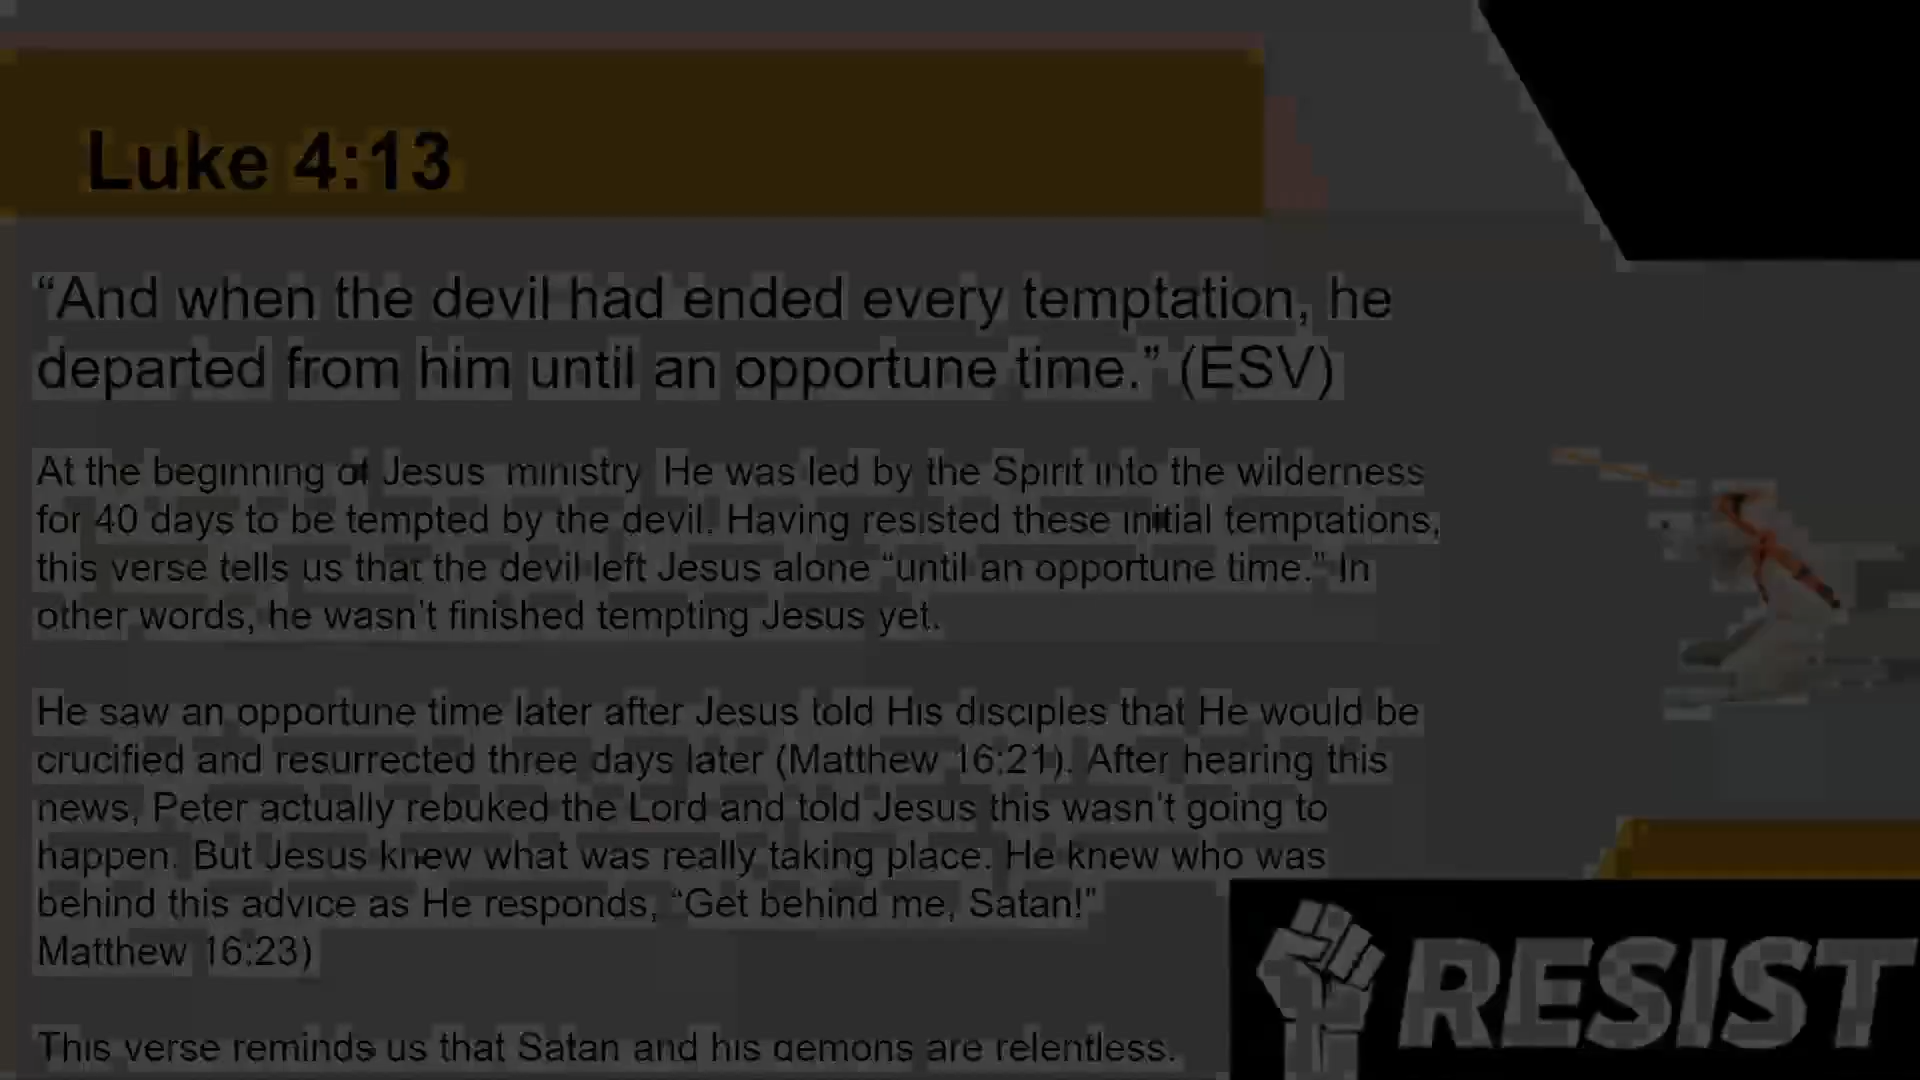 Luke 4:13
“And when the devil had ended every temptation, he
departed from him until an opportune time.” (ESV)
At the beginning of Jesus ministry He was led by the Spirit into the wilderness
for 40 days to be tempted by the devil. Having resisted these initial temptations,
this verse tells us that the devil left Jesus alone “until an opportune time.” In
other words, he wasn't finished tempting Jesus yet.
He saw an opportune time later after Jesus told His disciples that He would be
crucified and resurrected three days later (Matthew 16:21). After hearing this
news, Peter actually rebuked the Lord and told Jesus this wasn't going to
happen. But Jesus knew what was really taking place. He knew who was
behind this advice as He responds, “Get behind me, Satan!”
Matthew 16:23)
This verse reminds us that Satan and his demons are relentless.
RESIST